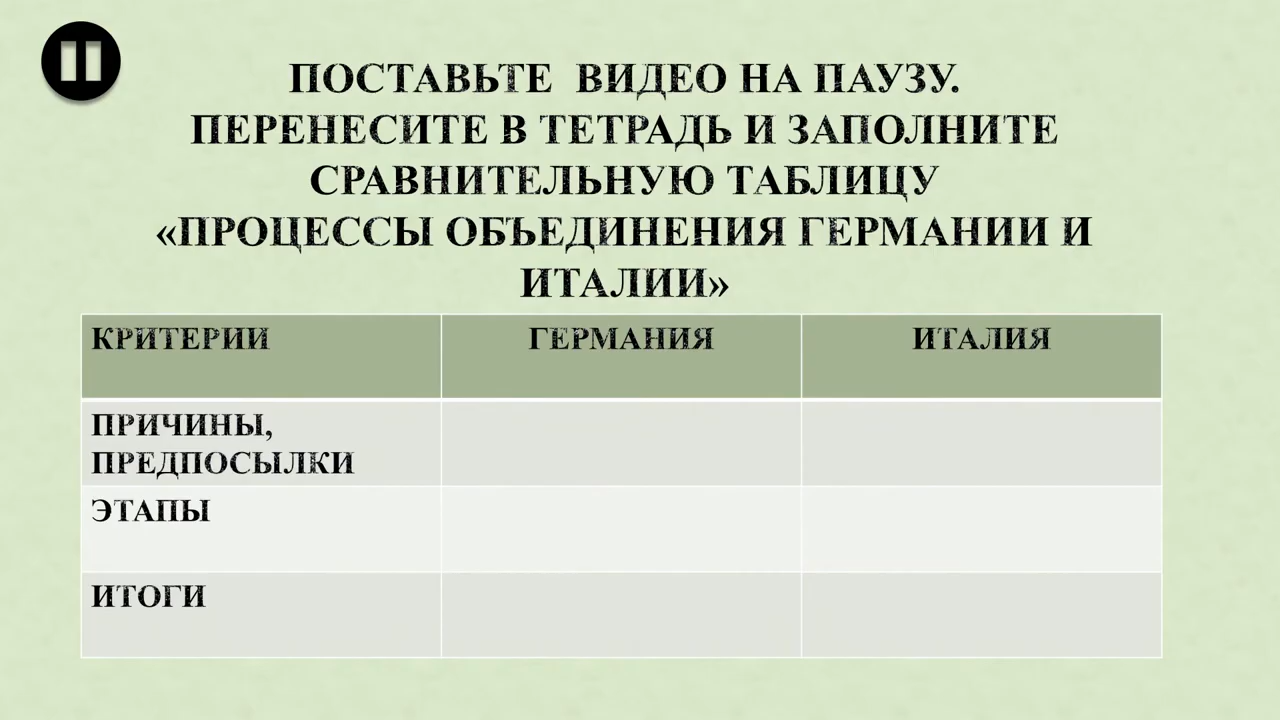 ПОСТАВЬТЕ ВИДЕО НА ПАУЗУ.
ПЕРЕНЕСИТЕ В ТЕТРАДЬ И ЗАПОЛНИТЕ
СРАВНИТЕЛЬНУЮ ТАБЛИЦУ
«ПРОЦЕССЫ ОБЪЕДИНЕНИЯ ГЕРМАНИИ И
ИТАЛИИ»
КРИТЕРИИ ГЕРМАНИЯ ИТАЛИЯ
ПРИЧИНЫ,
ПРЕДПОСЫЛКИ
ЭТАПЫ
ИТОГИ